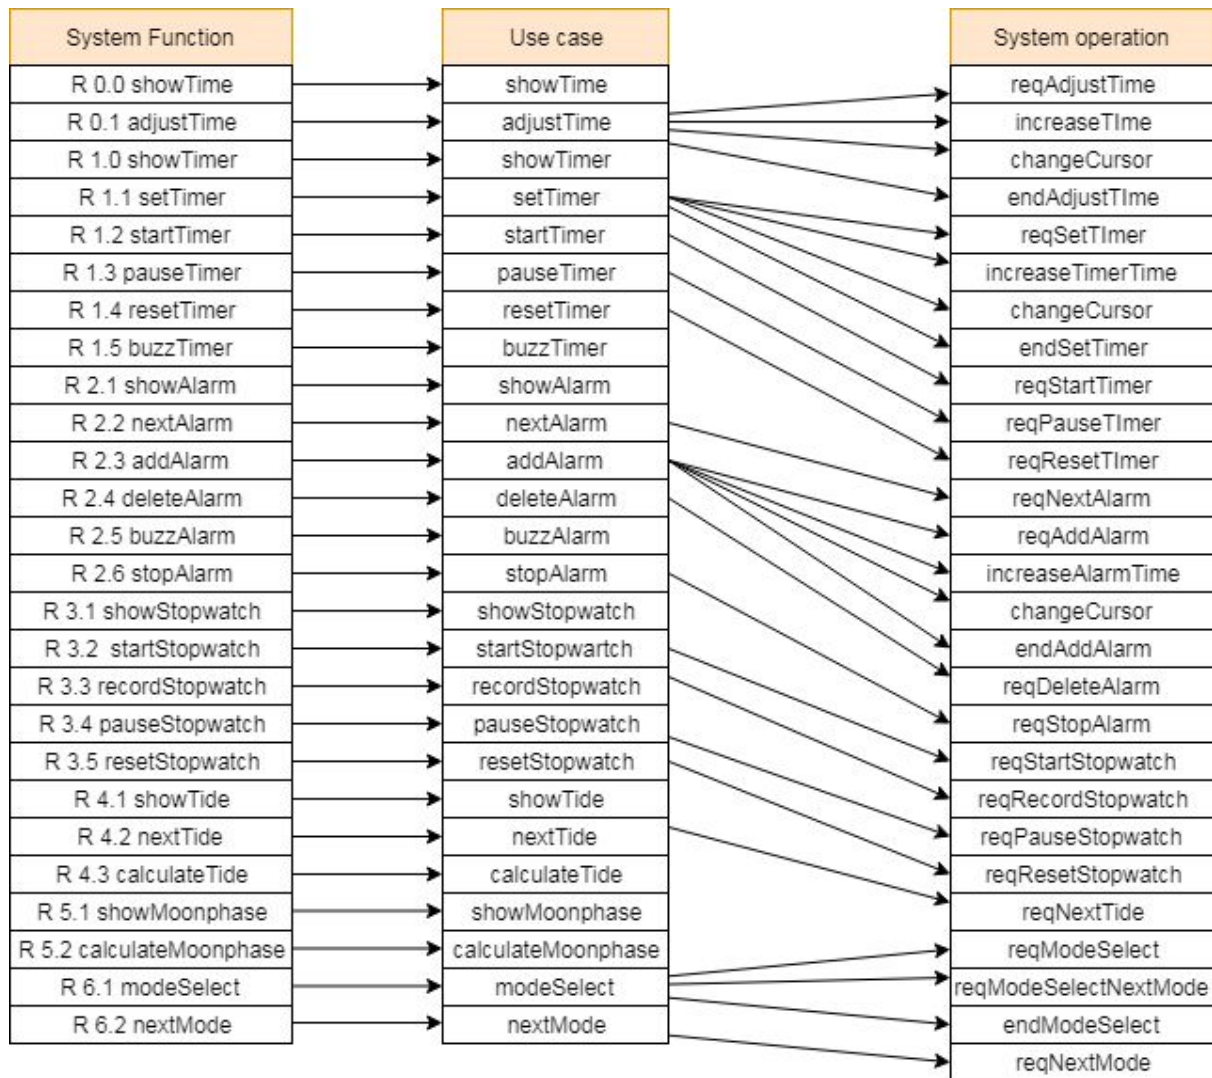 System Function
Use case
System operation
R 0.0 showTime
showTime
reqAdjustTime
R 0.1 adjustTime
adjustTime
increaseTIme
R 1.0 showTimer
showTimer
changeCursor
R 1.1 setTimer
setTimer
endAdjustTIme
R 1.2 startTimer
startTimer
reqSetTImer
R 1.3 pauseTimer
pauseTimer
increaseTimerTime
R 1.4 resetTimer
resetTimer
changeCursor
R 1.5 buzzTimer
buzzTimer
endSetTimer
R 2.1 showAlarm
showAlarm
reqStartTimer
R 2.2 nextAlarm
nextAlarm
reqPauseTImer
R 2.3 addAlarm
addAlarm
reqResetTImer
R 2.4 deleteAlarm
deleteAlarm
reqNextAlarm
R 2.5 buzzAlarm
buzzAlarm
reqAddAlarm
R 2.6 stopAlarm
stopAlarm
increaseAlarmTime
R 3.1 showStopwatch
showStopwatch
changeCursor
R 3.2 startStopwatch
startStopwartch
endAddAlarm
R 3.3 recordStopwatch
recordStopwatch
reqDeleteAlarm
R 3.4 pauseStopwatch
pauseStopwatch
reqStopAlarm
R 3.5 resetStopwatch
resetStopwatch
reqStartStopwatch
R 4.1 showTide
showTide
reqRecordStopwatch
R 4.2 nextTide
nextTide
reqPauseStopwatch
R 4.3 calculateTide
calculateTide
reqResetStopwatch
R 5.1 showMoonphase
showMoonphase
reqNextTide
R 5.2 calculateMoonphase
calculateMoonphase
reqModeSelect
R 6.1 modeSelect
modeSelect
reqModeSelectNextMode
R 6.2 nextMode
nextMode
endModeSelect
reqNextMode